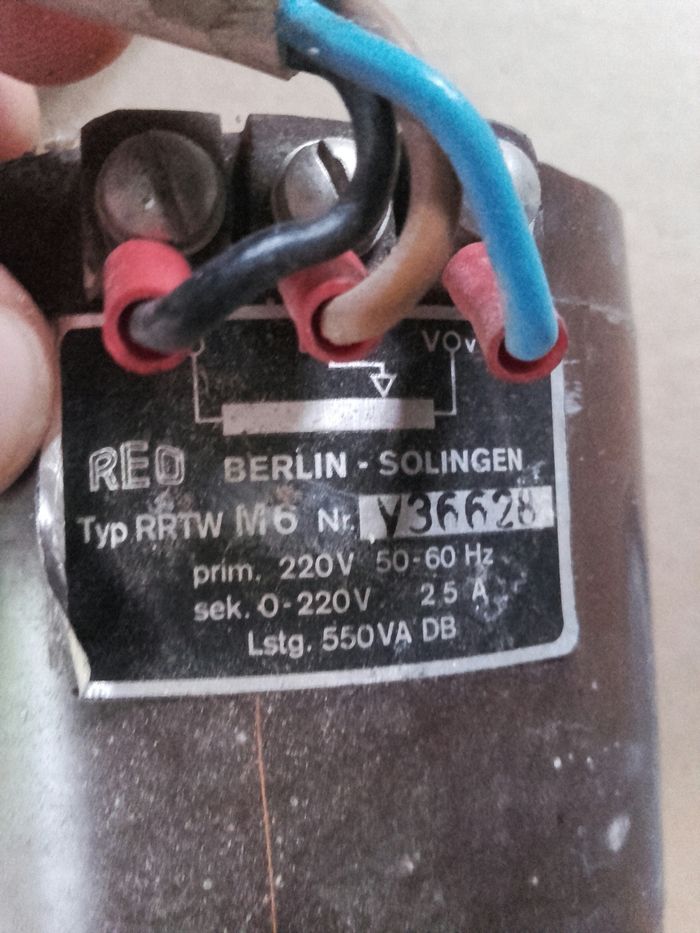 V
REO BERLIN - SOLINGEN
Typ RRTW M6 Nr. V36628
prim. 220V 50-60 Hz
sek. 0-220V 2.5 A
Lstg. 550VA DB